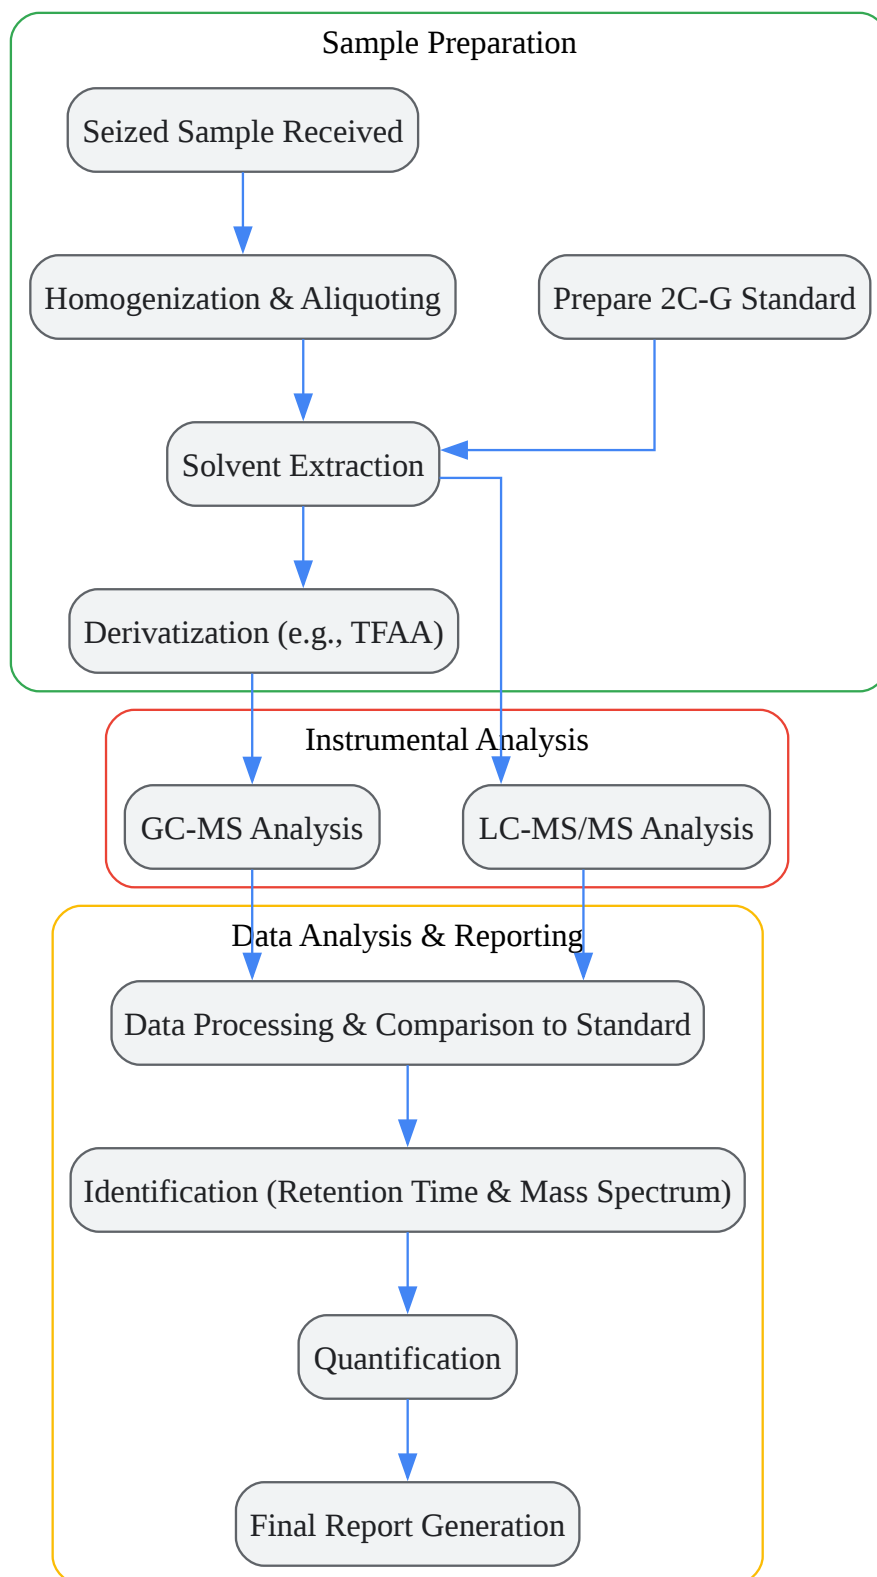 Sample Preparation
Seized Sample Received
Homogenization & Aliquoting
Prepare 2C-G Standard
Solvent Extraction
Derivatization (e.g., TFAA)
Instrumental Analysis
GC-MS Analysis
LC-MS/MS Analysis
Data Analysis & Reporting
Data Processing & Comparison to Standard
Identification (Retention Time & Mass Spectrum)
Quantification
Final Report Generation